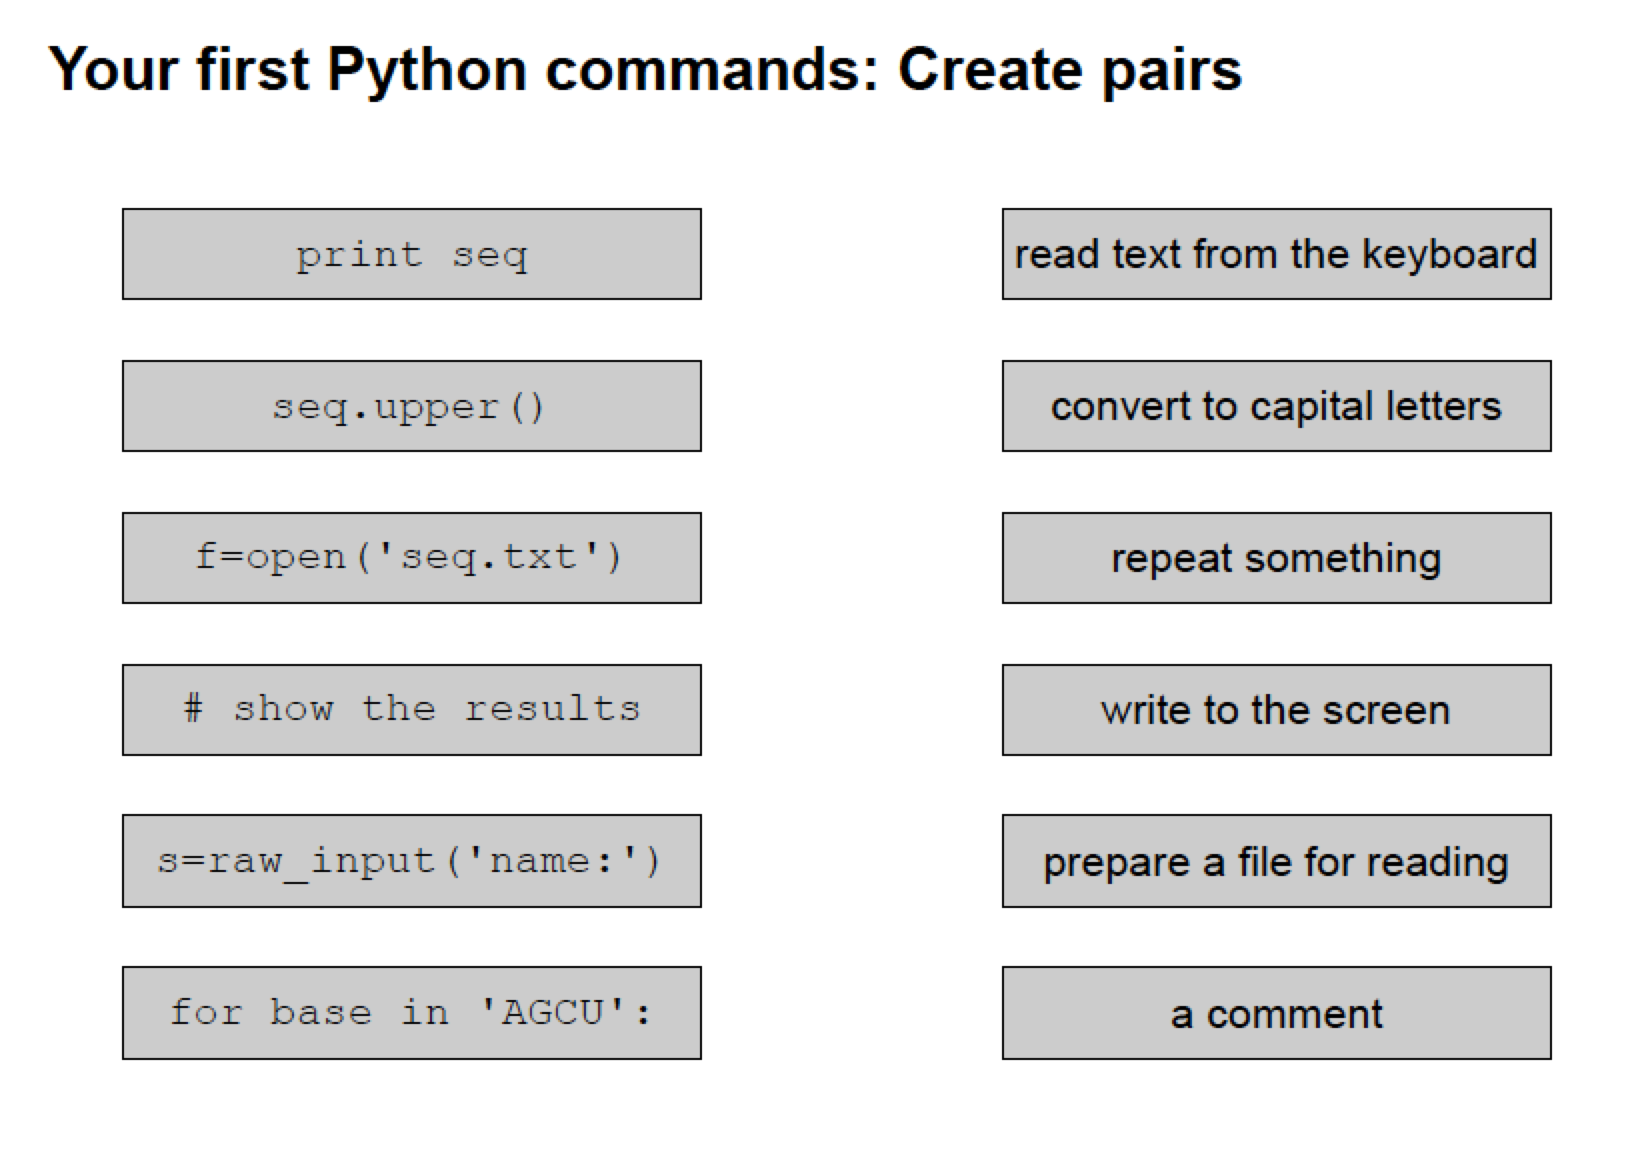 Your first Python commands: Create pairs
print seq
read text from the keyboard
seq.upper()
convert to capital letters
f=open('seq.txt')
repeat something
# show the results
write to the screen
s=raw_input('name:')
prepare a file for reading
for base in 'AGCU':
a comment